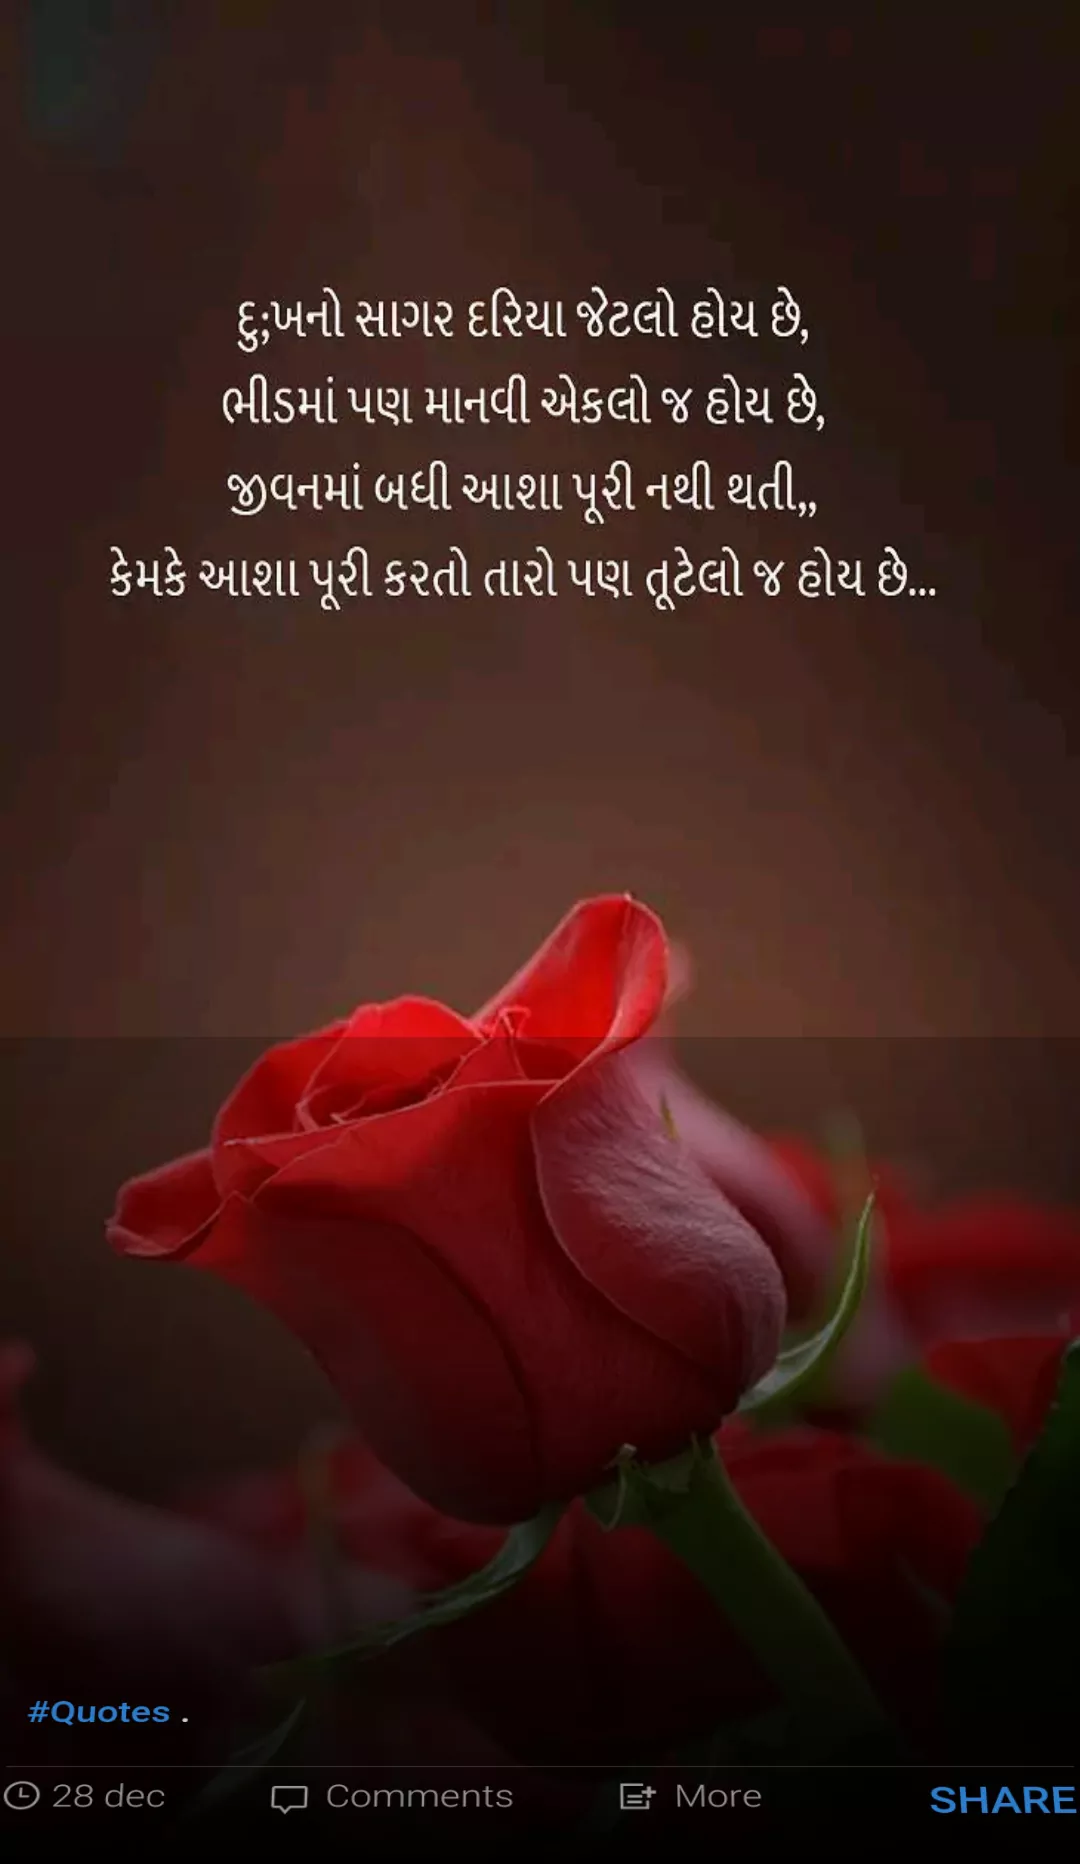 દુ;ખનો સાગર દરિયા જેટલો હોય છે,
ભીડમાં પણ માનવી એકલો જ હોય છે,
જીવનમાં બધી આશા પૂરી નથી થતી,,
કેમકે આશા પૂરી કરતો તારો પણ તૂટેલો જ હોય છે...
#Quotes .
28 dec
Comments
More
SHARE